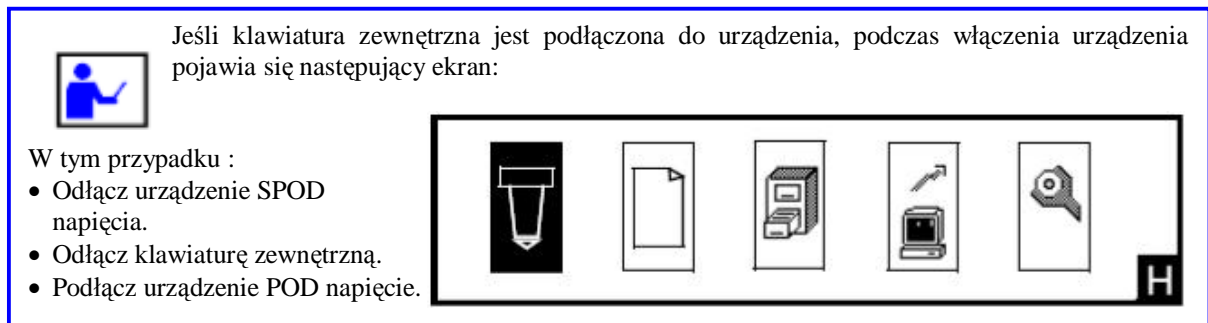 Jeśli klawiatura zewnętrzna jest podłączona do urządzenia, podczas włączenia urządzenia
pojawia się następujący ekran:
W tym przypadku :
• Odłącz urządzenie SPOD
napięcia.
• Odłącz klawiaturę zewnętrzną.
• Podłącz urządzenie POD napięcie.
H